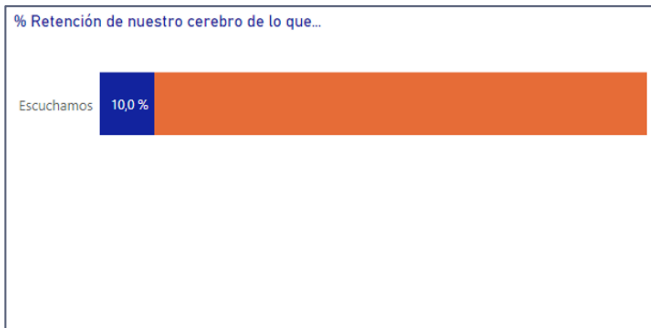 % Retención de nuestro cerebro de lo que...
Escuchamos 10,0 %